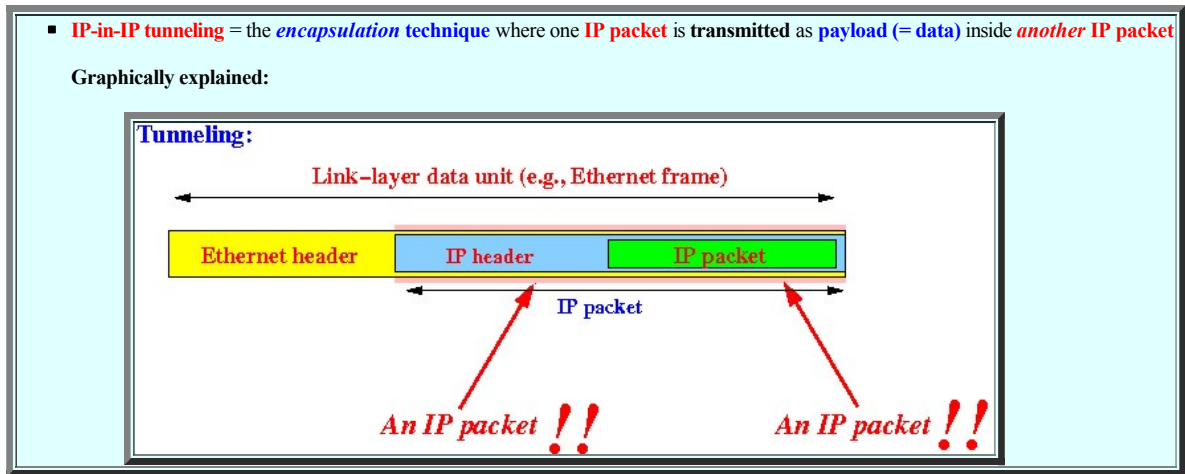 IP-in-IP tunneling = the encapsulation technique where one IP packet is transmitted as payload (= data) inside another IP packet
Graphically explained:
Tunneling:
Link-layer data unit (e.g., Ethernet frame)
Ethernet header IP header IP packet
IP packet
An IP packet !! An IP packet !!